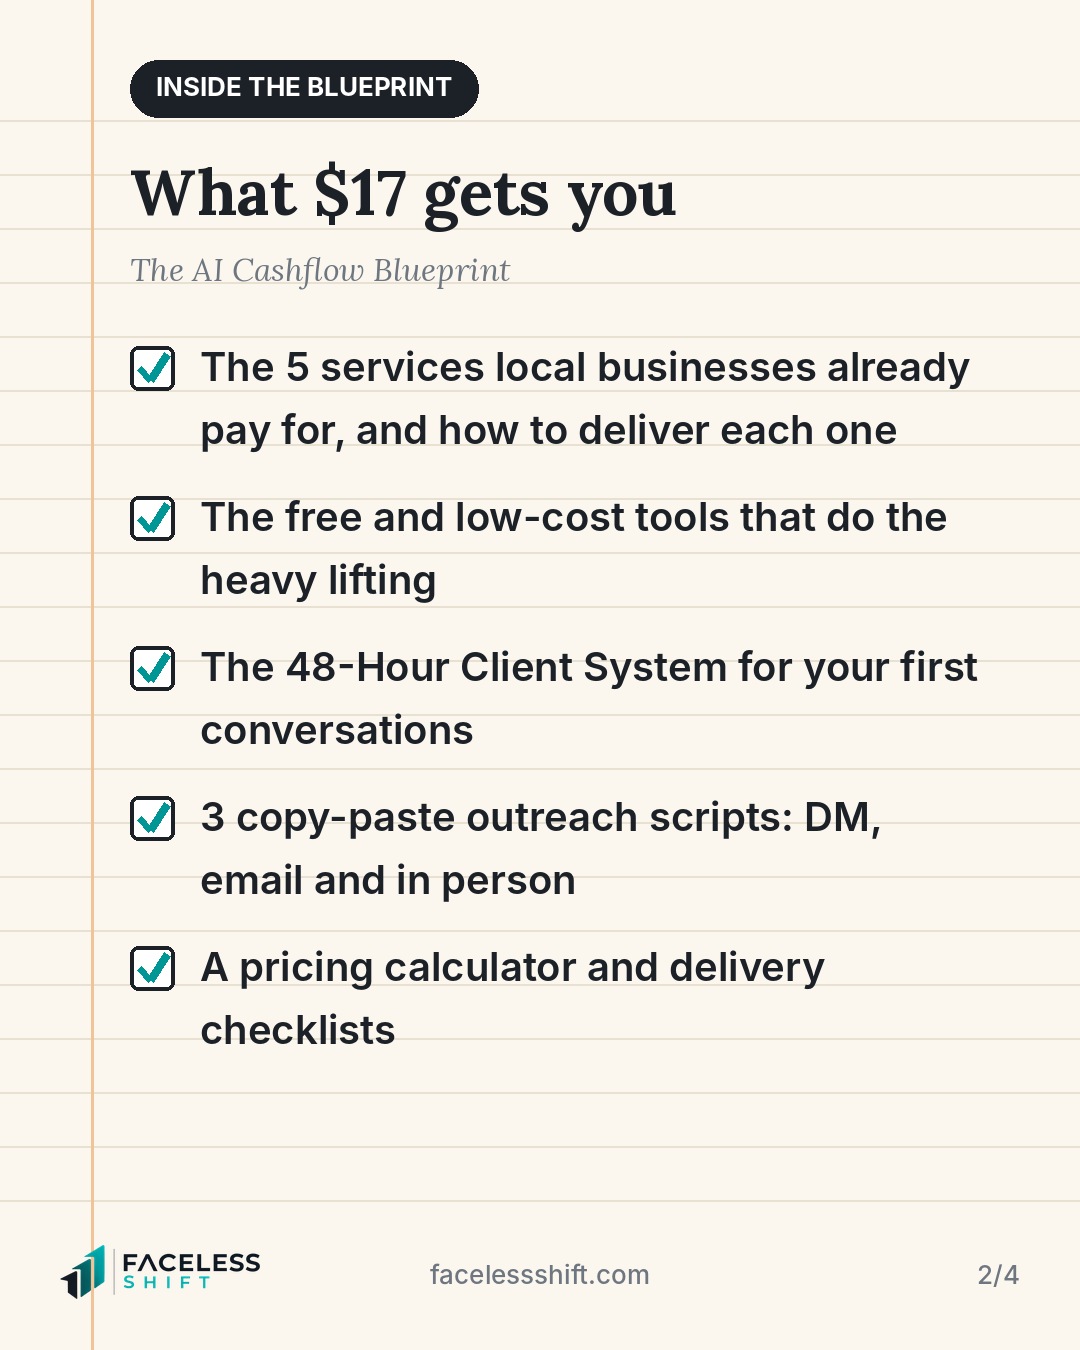 INSIDE THE BLUEPRINT
What $17 gets you
The AI Cashflow Blueprint
The 5 services local businesses already
pay for, and how to deliver each one
The free and low-cost tools that do the
heavy lifting
The 48-Hour Client System for your first
conversations
3 copy-paste outreach scripts: DM,
email and in person
A pricing calculator and delivery
checklists
FACELESS
SHIFT
facelessshift.com
2/4